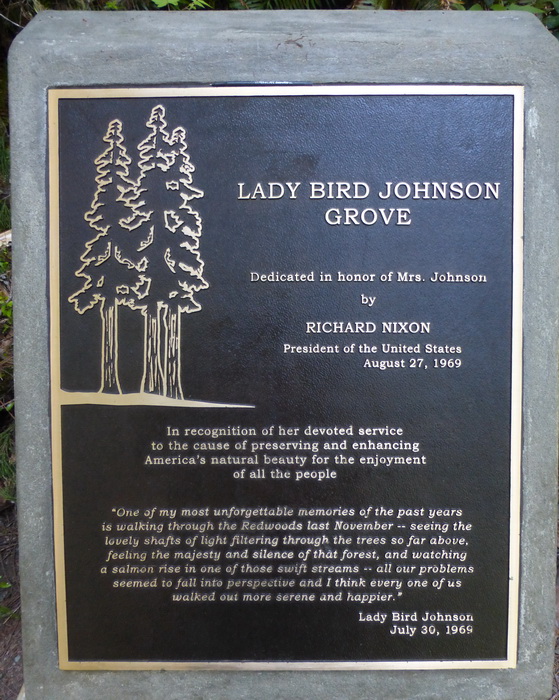 LADY BIRD JOHNSON
GROVE
Dedicated in honor of Mrs. Johnson
by
RICHARD NIXON
President of the United States
August 27, 1969
In recognition of her devoted service
to the cause of preserving and enhancing
America's natural beauty for the enjoyment
of all the people
"One of my most unforgettable memories of the past years
is walking through the Redwoods last November -- seeing the
lovely shafts of light filtering through the trees so far above,
feeling the majesty and silence of that forest, and watching
a salmon rise in one of those swift streams -- all our problems
seemed to fall into perspective and I think every one of us
walked out more serene and happier."
Lady Bird Johnson
July 30, 1969